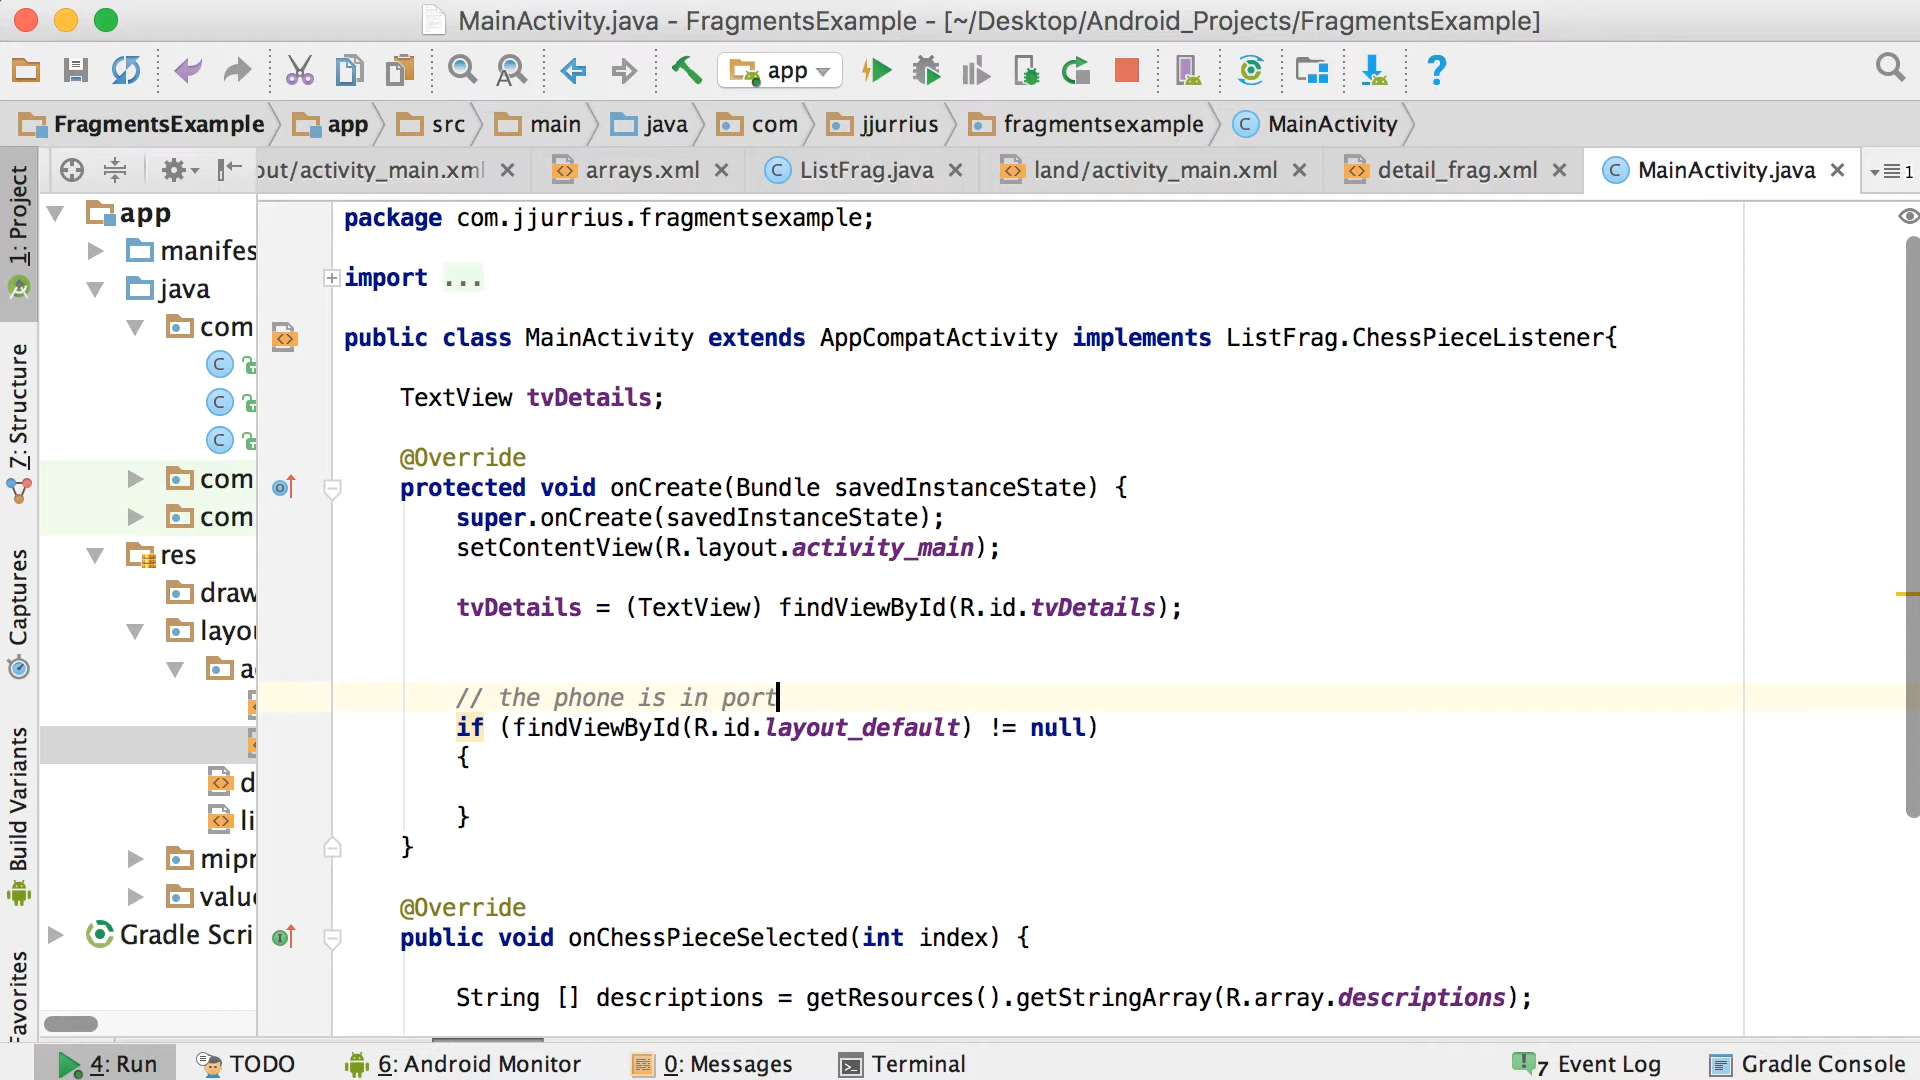 MainActivity.java - FragmentsExample - [~/Desktop/Android_Projects/FragmentsExample]
app
FragmentsExample app src main java com jjurrius fragmentsexample MainActivity
out/activity_main.xml arrays.xml ListFrag.java land/activity_main.xml detail_frag.xml MainActivity.java 1
1: Project
Z: Structure
Captures
Build Variants
Favorites
app
manifes
java
com
com
com
res
draw
layou
a
d
li
mipr
value
Gradle Scri
package com.jjurrius.fragmentsexample;
import ...
public class MainActivity extends AppCompatActivity implements ListFrag.ChessPieceListener{
TextView tvDetails;
@Override
protected void onCreate(Bundle savedInstanceState) {
super.onCreate(savedInstanceState);
setContentView(R.layout.activity_main);
tvDetails = (TextView) findViewById(R.id.tvDetails);
// the phone is in port
if (findViewById(R.id.layout_default) != null)
{
}
}
@Override
public void onChessPieceSelected(int index) {
String [] descriptions = getResources().getStringArray(R.array.descriptions);
4: Run TODO 6: Android Monitor 0: Messages Terminal 7 Event Log Gradle Console